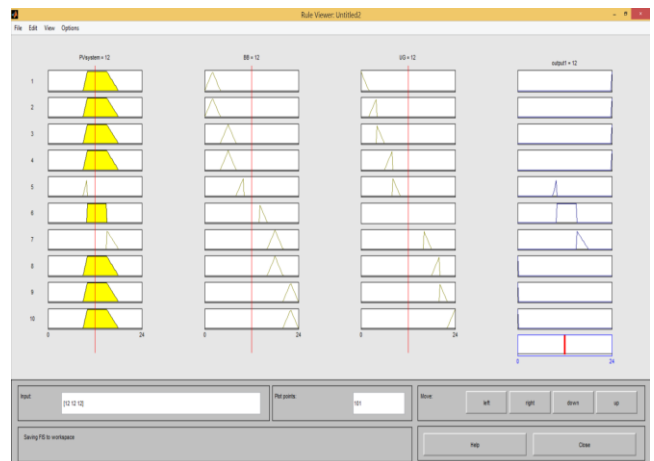 Rule Viewer: Untitled2
File Edit View Options
PVsystem = 12
BB = 12
UG = 12
output1 = 12
1
2
3
4
5
6
7
8
9
10
0 24
0 24
0 24
0 24
Input:
[12 12 12]
Plot points:
101
Move:
left
right
down
up
Saving FIS to workspace
Help
Close